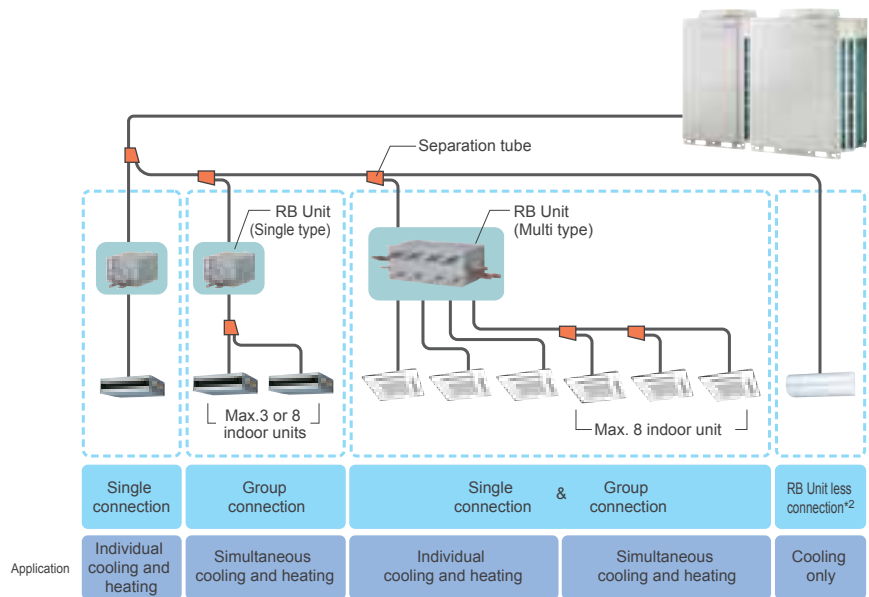 Separation tube
RB Unit
(Single type)
RB Unit
(Multi type)
Max.3 or 8
indoor units
Max. 8 indoor unit
Single
connection
Group
connection
Single
connection
&
Group
connection
RB Unit less
connection*2
Application
Individual
cooling and
heating
Simultaneous
cooling and heating
Individual
cooling and heating
Simultaneous
cooling and heating
Cooling
only